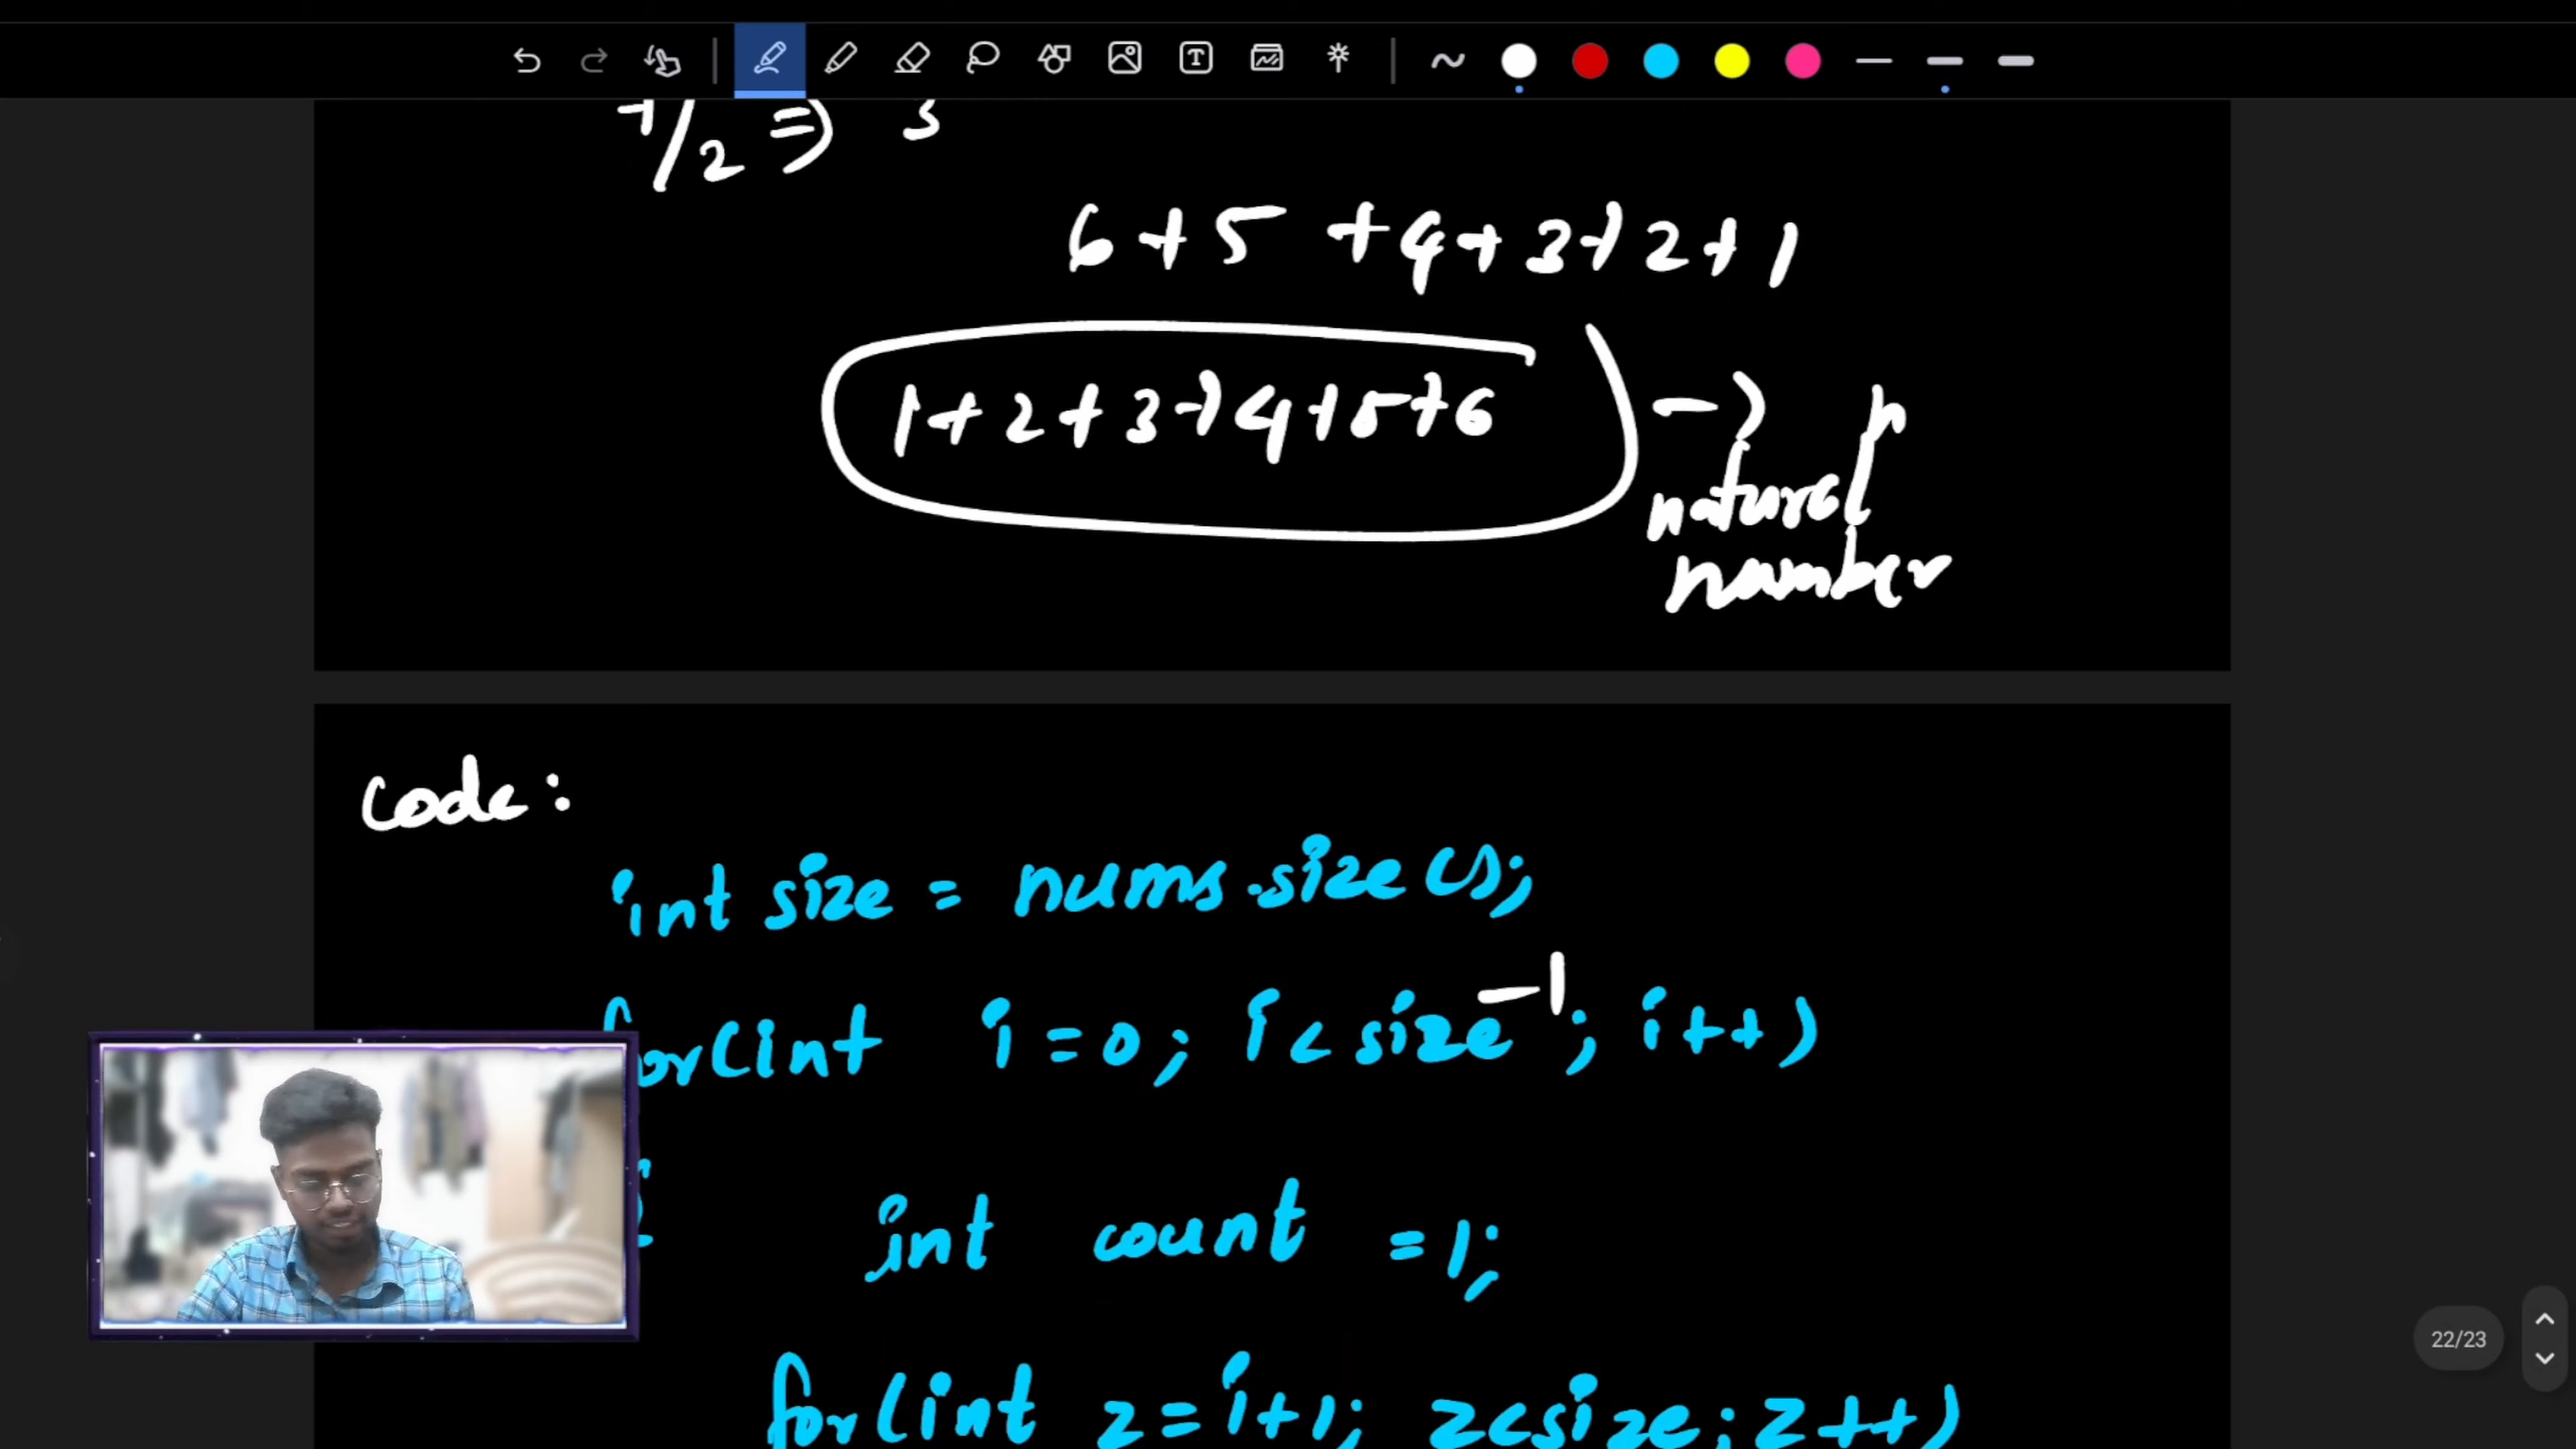 7/2 => 3
6+5+4+3+2+1
1+2+3+4+5+6 -> n
natural
number
code:
int size = nums.size();
for(int i=0; i<size-1; i++)
{
int count =1;
for(int z=i+1; z<size; z++)
22/23